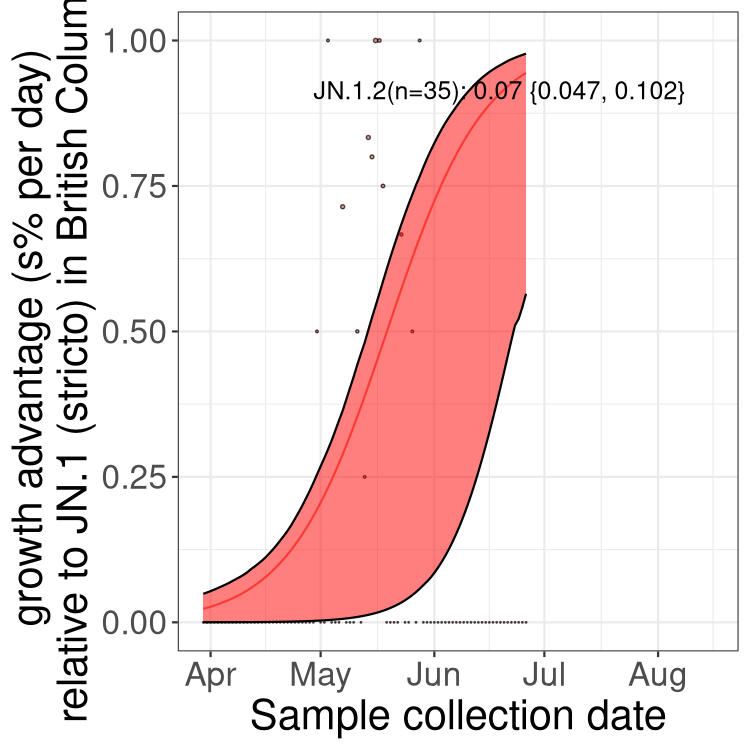 growth advantage (s% per day)
relative to JN.1 (stricto) in British Colum
1.00
0.75
0.50
0.25
0.00
JN.1.2(n=35): 0.07 {0.047, 0.102}
Apr May Jun Jul Aug
Sample collection date